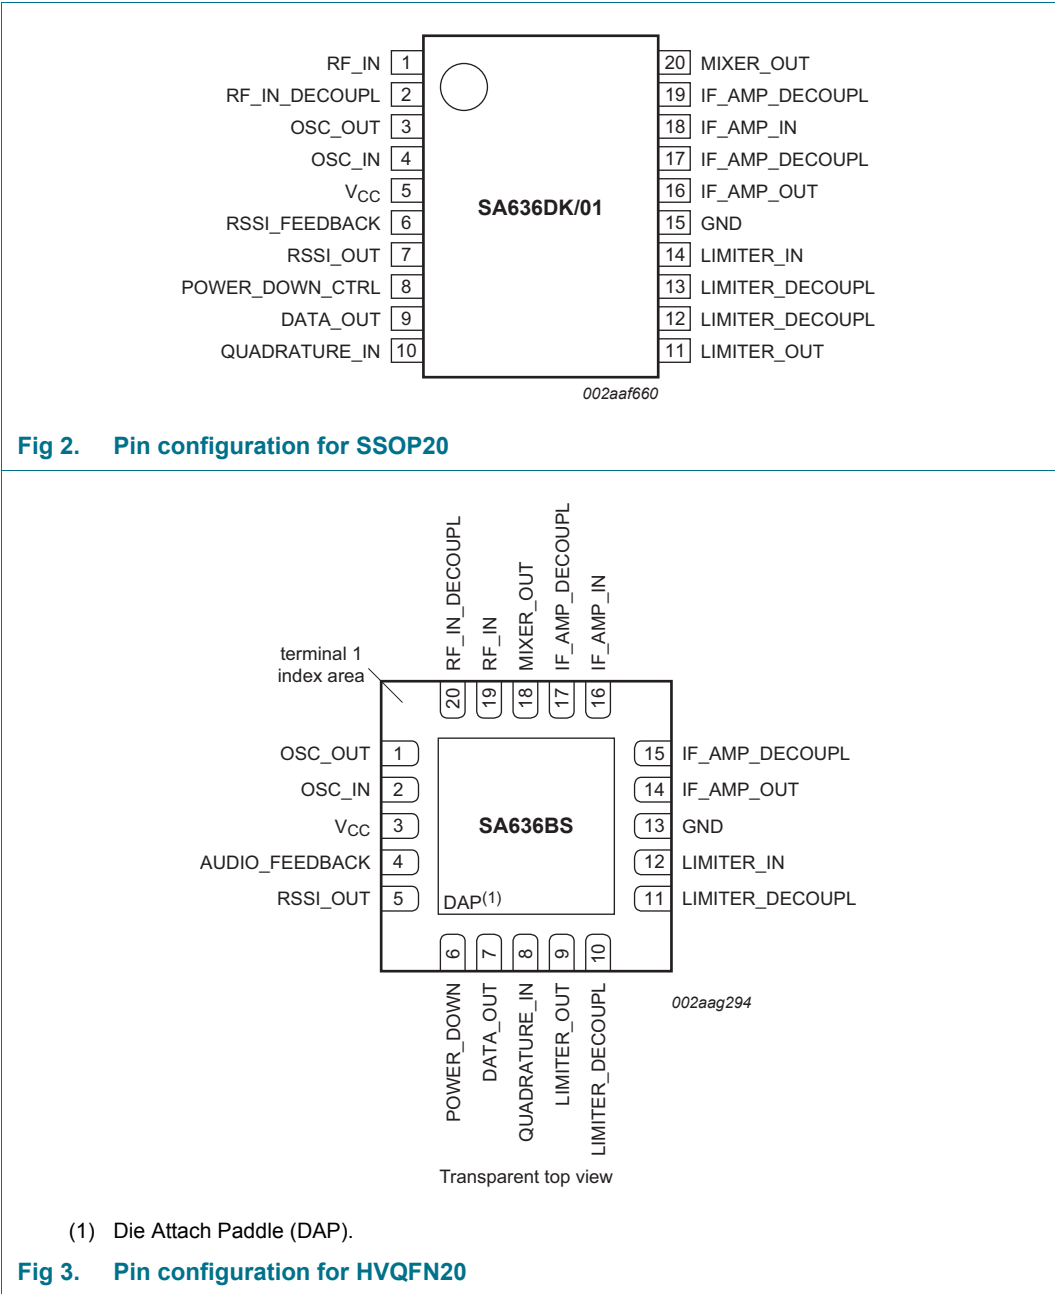 RF_IN 1
RF_IN_DECOUPL 2
OSC_OUT 3
OSC_IN 4
VCC 5
RSSI_FEEDBACK 6
RSSI_OUT 7
POWER_DOWN_CTRL 8
DATA_OUT 9
QUADRATURE_IN 10
SA636DK/01
20 MIXER_OUT
19 IF_AMP_DECOUPL
18 IF_AMP_IN
17 IF_AMP_DECOUPL
16 IF_AMP_OUT
15 GND
14 LIMITER_IN
13 LIMITER_DECOUPL
12 LIMITER_DECOUPL
11 LIMITER_OUT
002aaf660
Fig 2. Pin configuration for SSOP20
terminal 1
index area
20 RF_IN_DECOUPL
19 RF_IN
18 MIXER_OUT
17 IF_AMP_DECOUPL
16 IF_AMP_IN
OSC_OUT 1
OSC_IN 2
VCC 3
AUDIO_FEEDBACK 4
RSSI_OUT 5
SA636BS
DAP(1)
15 IF_AMP_DECOUPL
14 IF_AMP_OUT
13 GND
12 LIMITER_IN
11 LIMITER_DECOUPL
POWER_DOWN 6
DATA_OUT 7
QUADRATURE_IN 8
LIMITER_OUT 9
LIMITER_DECOUPL 10
002aag294
Transparent top view
(1) Die Attach Paddle (DAP).
Fig 3. Pin configuration for HVQFN20